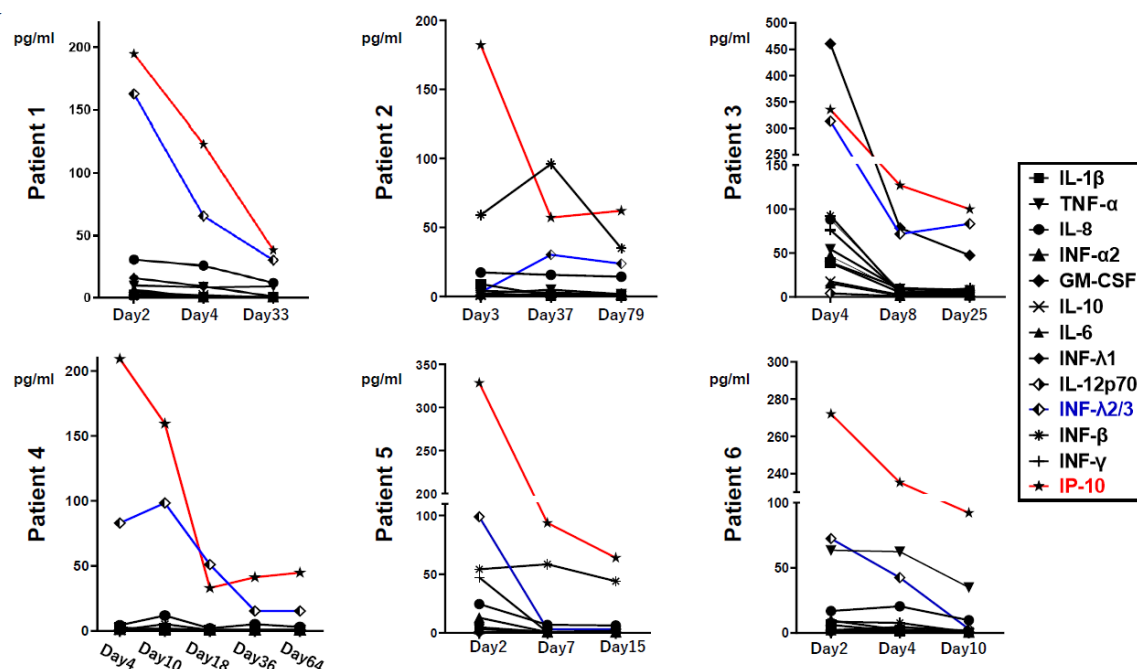 pg/ml
200
150
100
50
0
Day2 Day4 Day33
Patient 1
pg/ml
200
150
100
50
0
Day3 Day37 Day79
Patient 2
pg/ml
500
450
400
350
300
250
150
100
50
0
Day4 Day8 Day25
Patient 3
pg/ml
200
150
100
50
0
Day4 Day10 Day18 Day36 Day64
Patient 4
pg/ml
350
300
250
200
100
50
0
Day2 Day7 Day15
Patient 5
pg/ml
300
280
260
240
100
50
0
Day2 Day4 Day10
Patient 6
IL-1β
TNF-α
IL-8
INF-α2
GM-CSF
IL-10
IL-6
INF-λ1
IL-12p70
INF-λ2/3
INF-β
INF-γ
IP-10